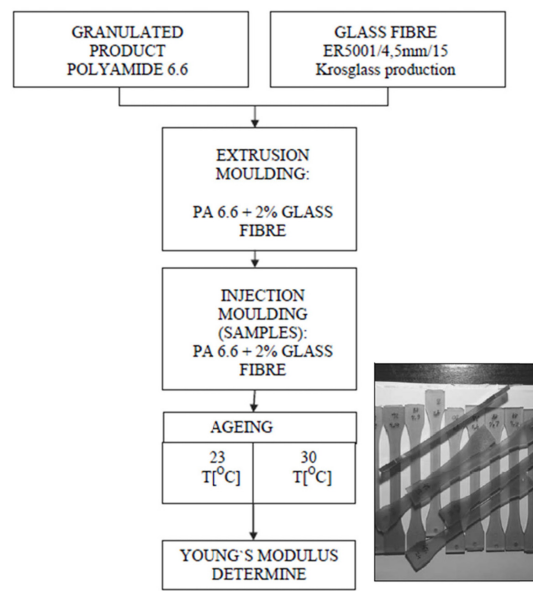 GRANULATED
PRODUCT
POLYAMIDE 6.6
GLASS FIBRE
ER5001/4,5mm/15
Krosglass production
EXTRUSION
MOULDING:
PA 6.6 + 2% GLASS
FIBRE
INJECTION
MOULDING
(SAMPLES):
PA 6.6 + 2% GLASS
FIBRE
AGEING
23
T[°C]
30
T[°C]
YOUNG`S MODULUS
DETERMINE